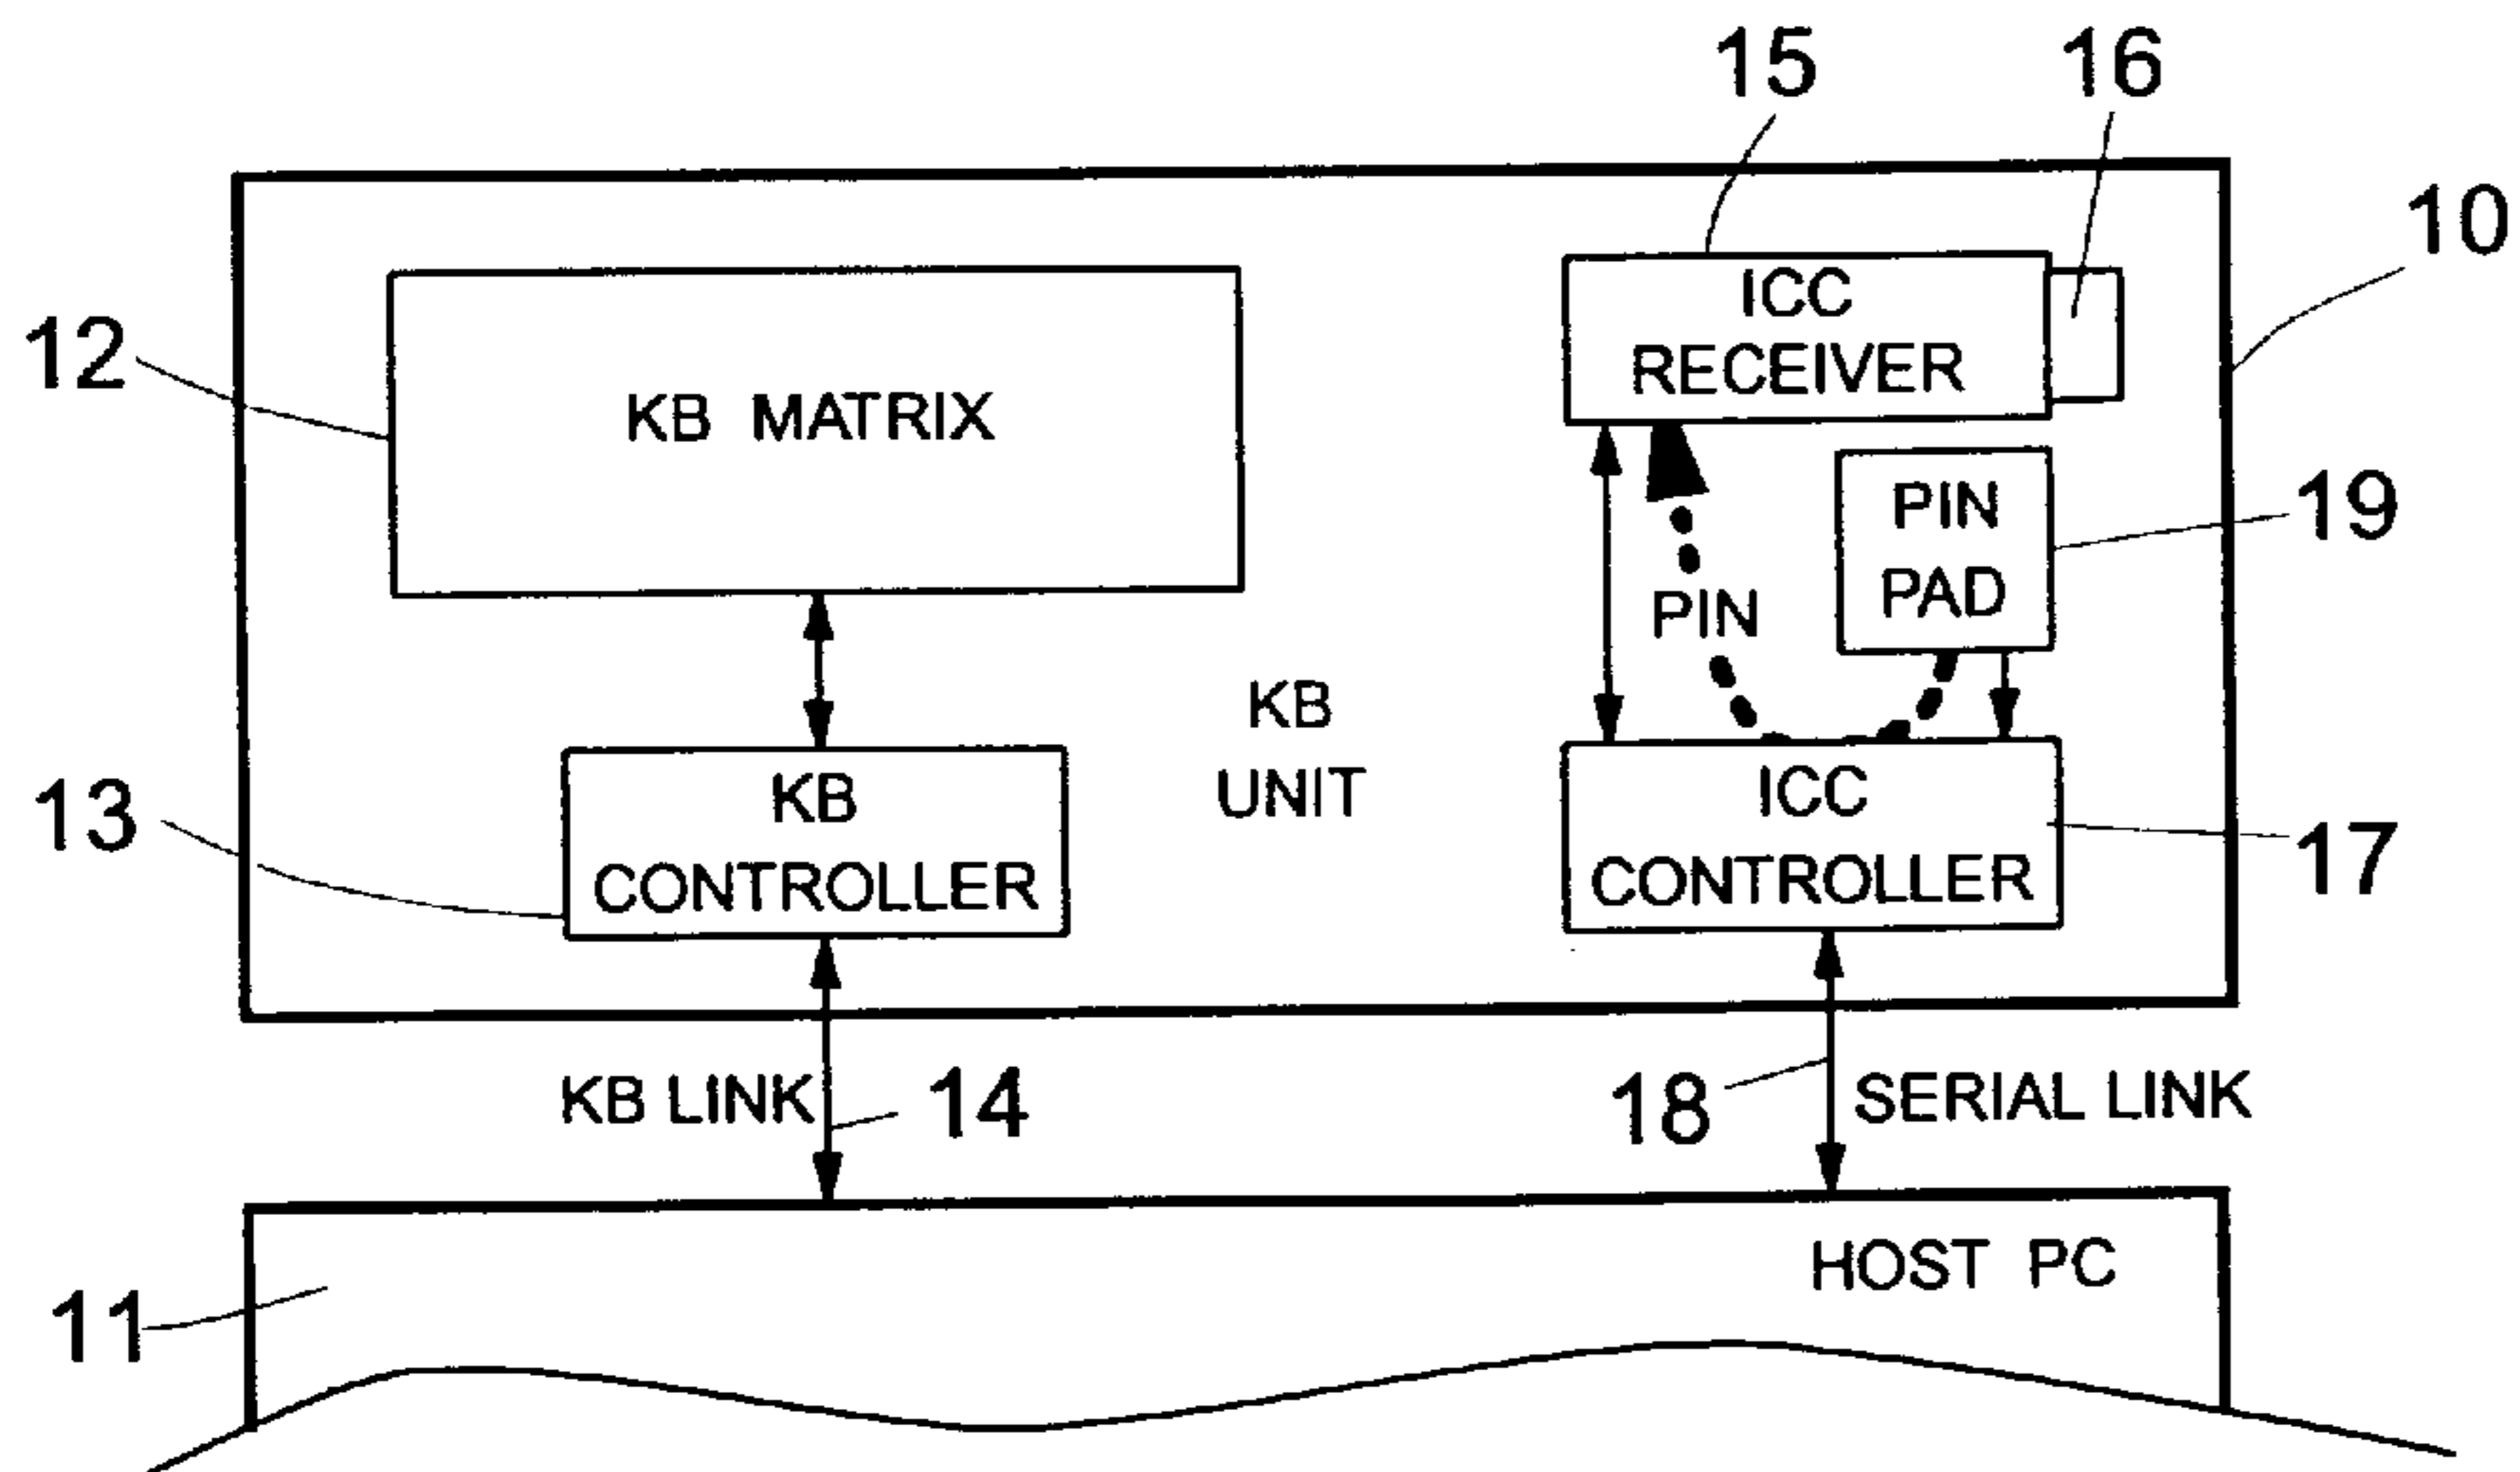 15
16
10
12
KB MATRIX
ICC
RECEIVER
PIN
PAD
19
PIN
KB
UNIT
13
KB
CONTROLLER
ICC
CONTROLLER
17
KB LINK
14
18
SERIAL LINK
HOST PC
11